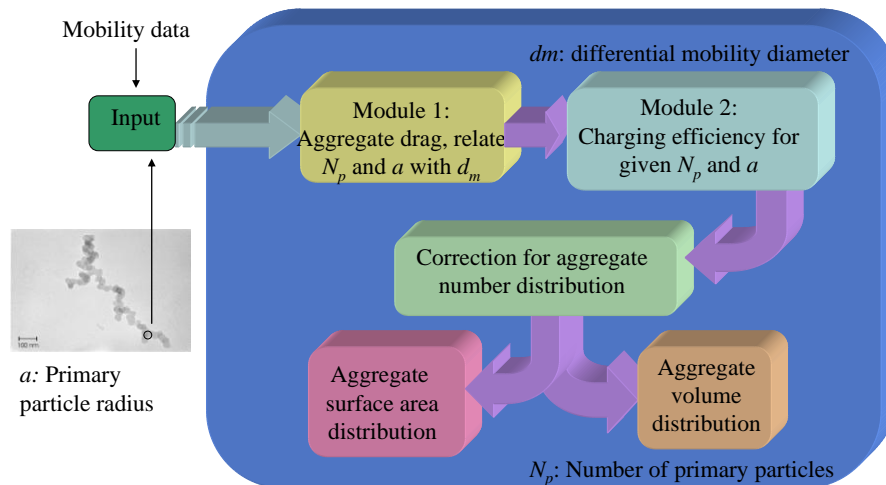 Mobility data
dm: differential mobility diameter
Input
Module 1:
Aggregate drag, relate
Np and a with dm
Module 2:
Charging efficiency for
given Np and a
Correction for aggregate
number distribution
100 nm
a: Primary
particle radius
Aggregate
surface area
distribution
Aggregate
volume
distribution
Np: Number of primary particles